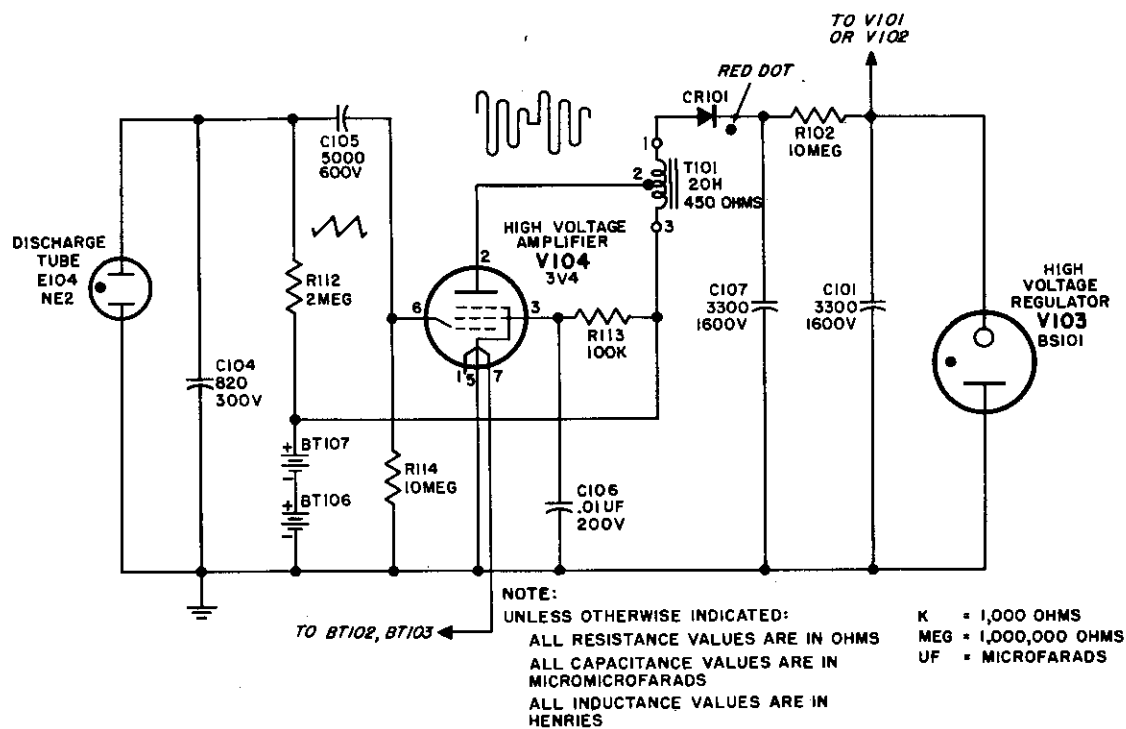 TO V101
OR V102
RED DOT
CR101
C105
5000
600V
R102
10MEG
1
2
T101
20H
450 OHMS
3
DISCHARGE
TUBE
E104
NE2
HIGH VOLTAGE
AMPLIFIER
V104
3V4
2
R112
2MEG
6
3
R113
100K
1
5
7
C107
3300
1600V
C101
3300
1600V
HIGH
VOLTAGE
REGULATOR
V103
BS101
C104
820
300V
+
BT107
-
+
BT106
-
R114
10MEG
C106
.01UF
200V
TO BT102, BT103
NOTE:
UNLESS OTHERWISE INDICATED:
ALL RESISTANCE VALUES ARE IN OHMS
ALL CAPACITANCE VALUES ARE IN
MICROMICROFARADS
ALL INDUCTANCE VALUES ARE IN
HENRIES
K = 1,000 OHMS
MEG = 1,000,000 OHMS
UF = MICROFARADS